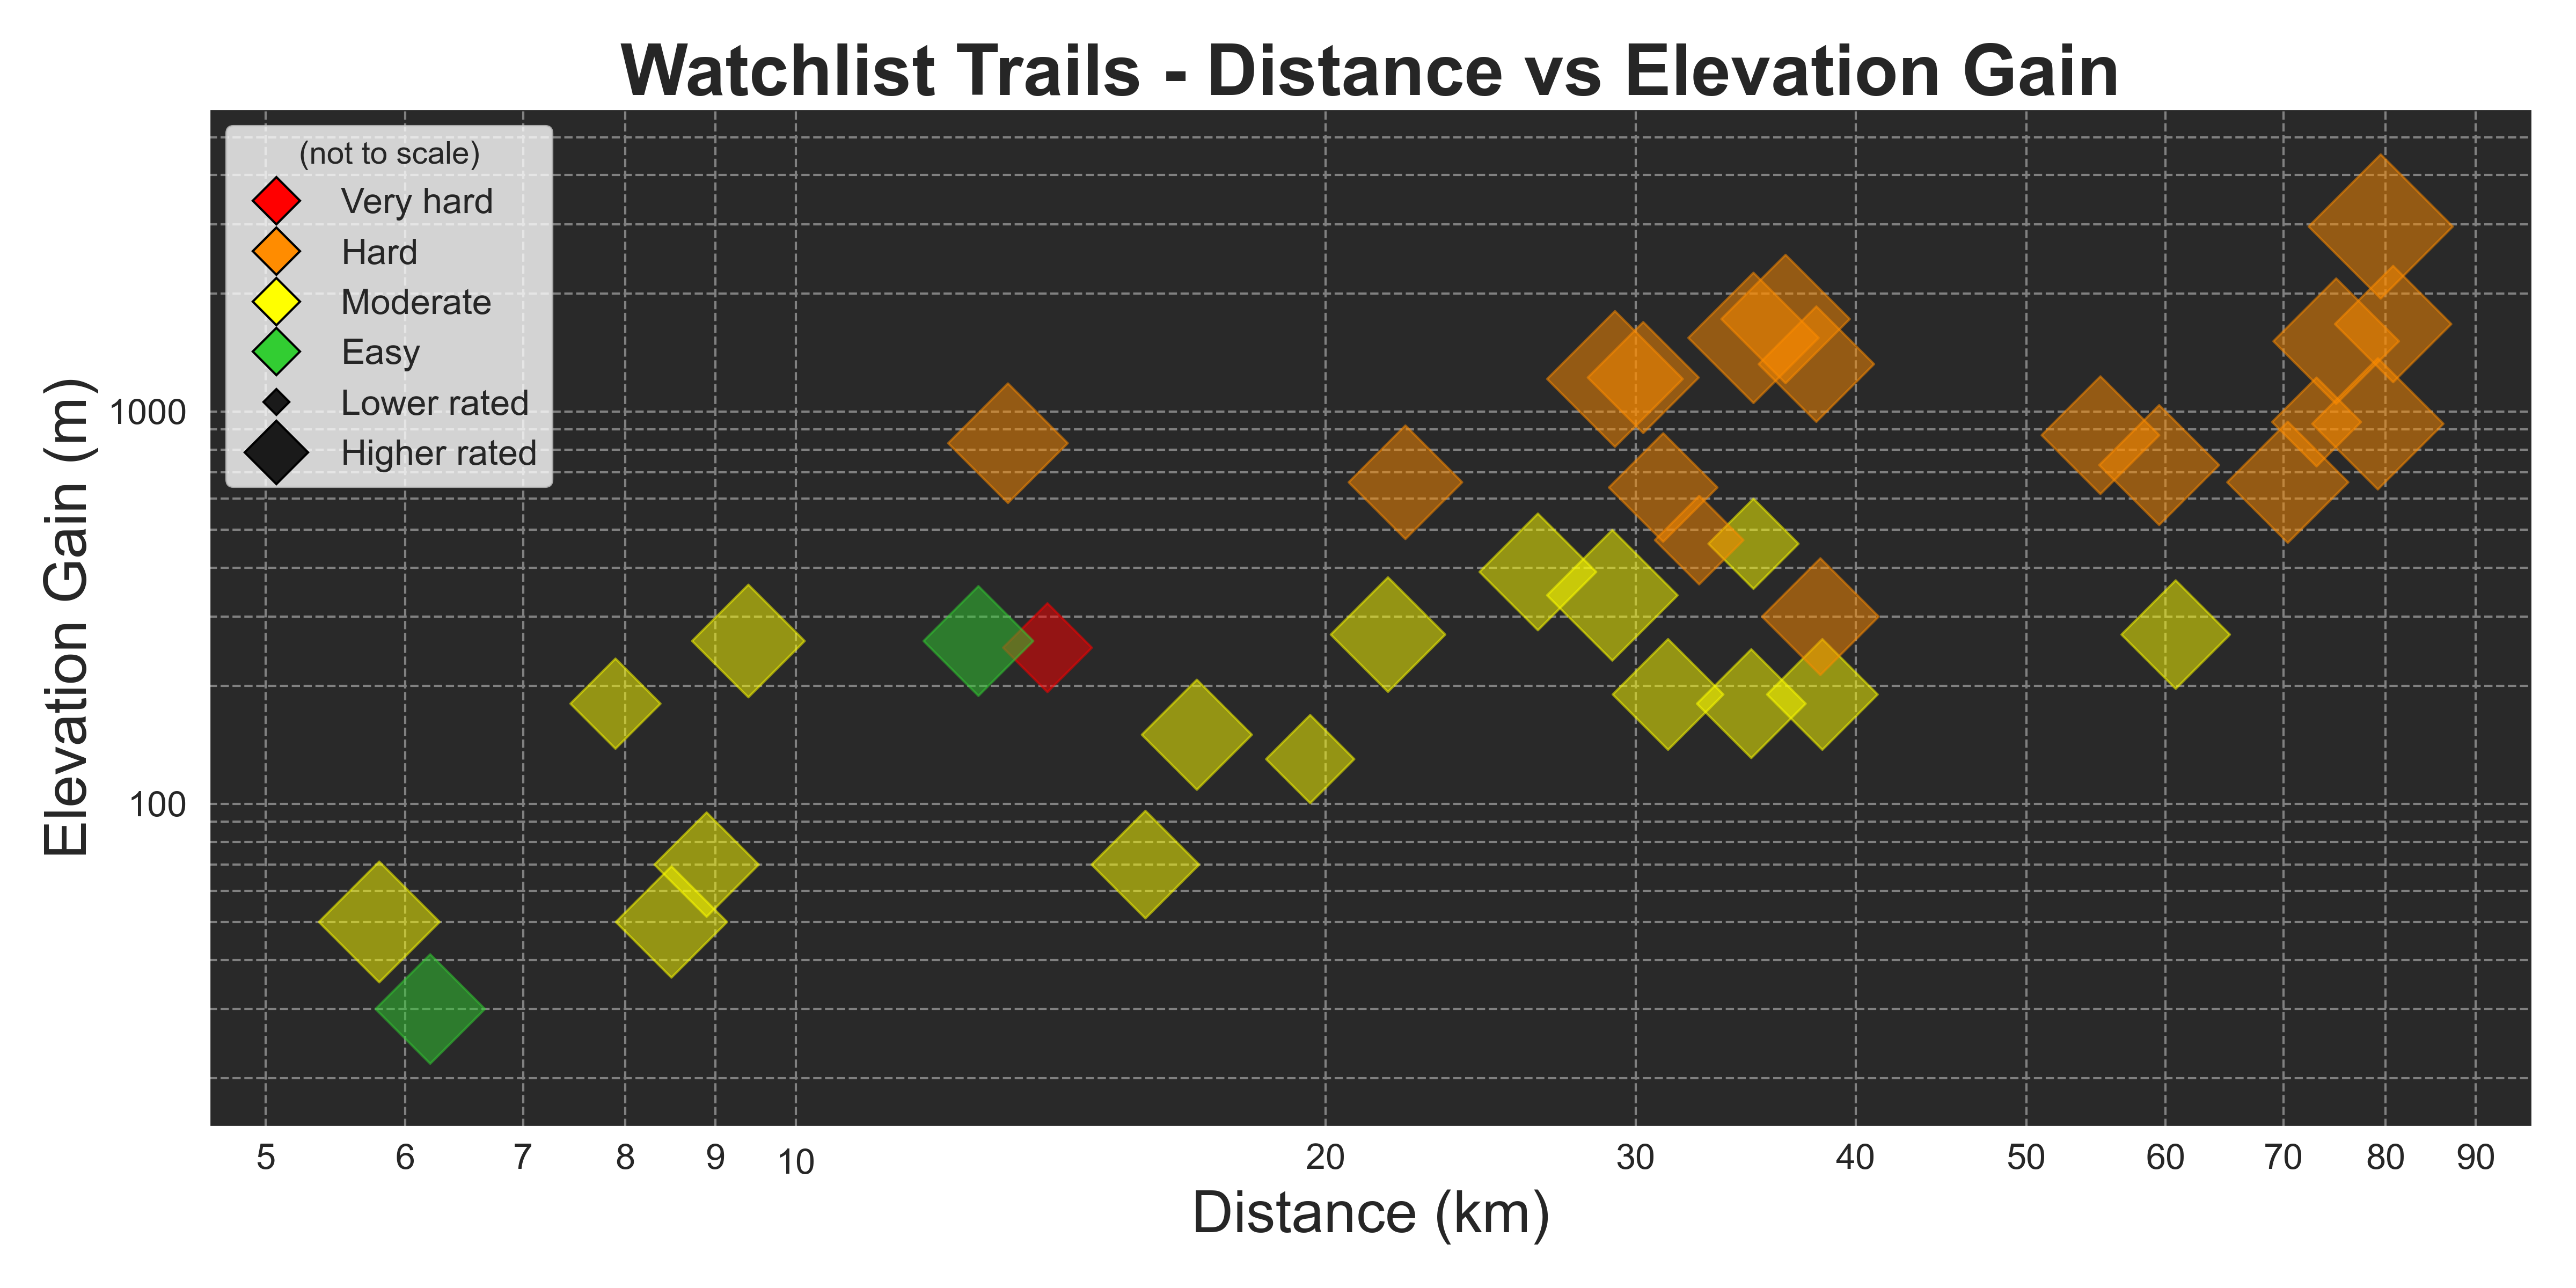 Watchlist Trails - Distance vs Elevation Gain
(not to scale)
Very hard
Hard
Moderate
Easy
Lower rated
Higher rated
Elevation Gain (m)
1000
100
5 6 7 8 9 10 20 30 40 50 60 70 80 90
Distance (km)